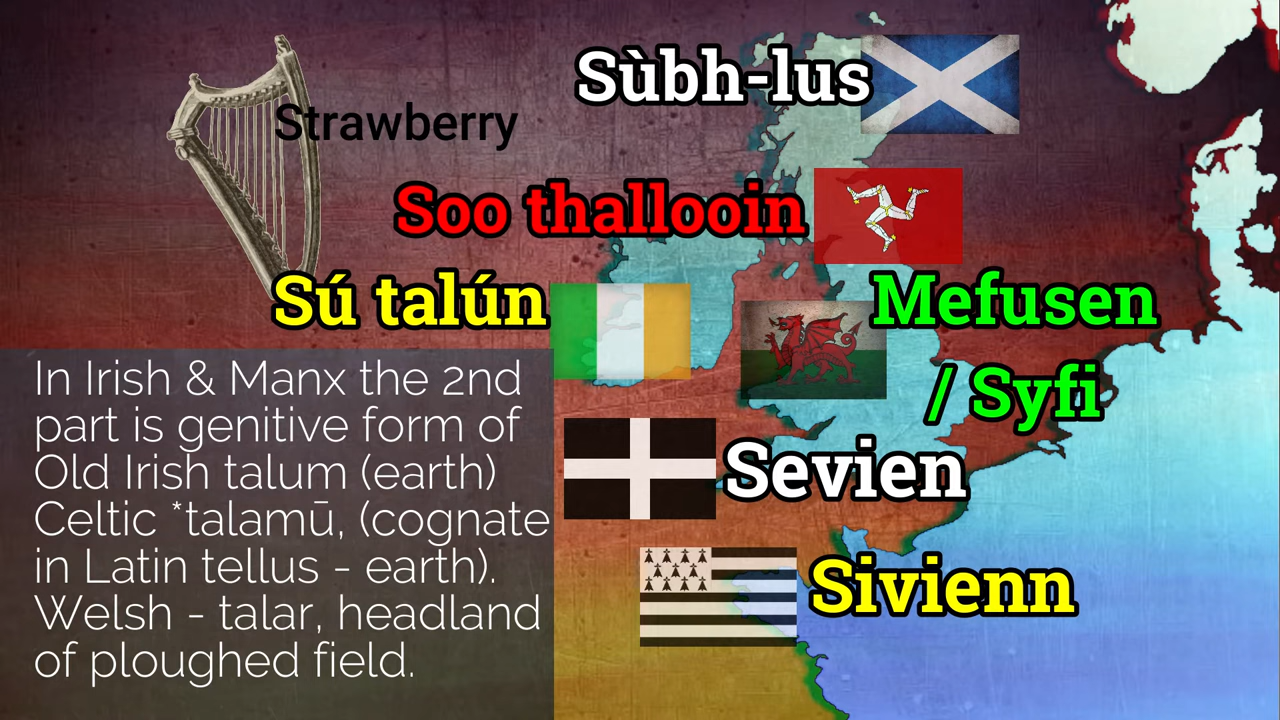 Sùbh-lus
Strawberry
Soo thallooin
Sú talún
Mefusen
/ Syfi
In Irish & Manx the 2nd
part is genitive form of
Old Irish talum (earth)
Celtic *talamū, (cognate
in Latin tellus - earth).
Welsh - talar, headland
of ploughed field.
Sevien
Sivienn